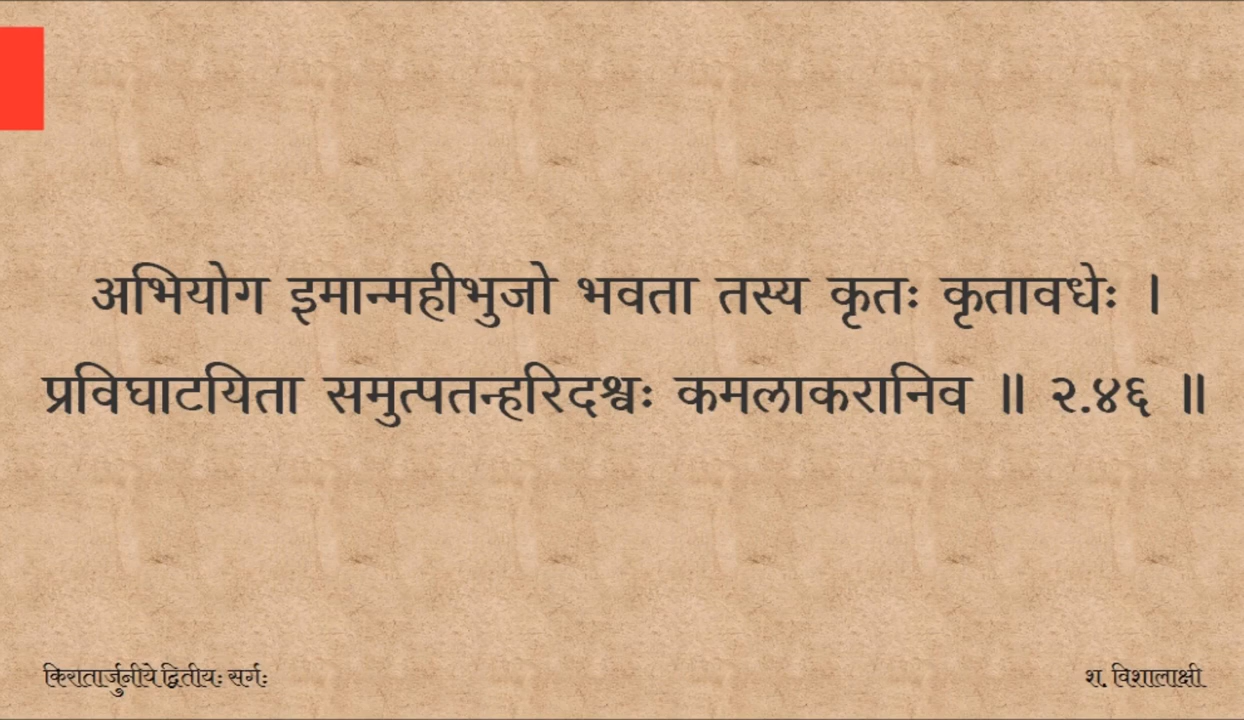 अभियोग इमान्महीभुजो भवता तस्य कृतः कृतावधेः ।
प्रविघाटयिता समुत्पतन्हरिदश्वः कमलाकरानिव ॥ २.४६ ॥
किरातार्जुनीये द्वितीयः सर्गः
श. विशालाक्षी